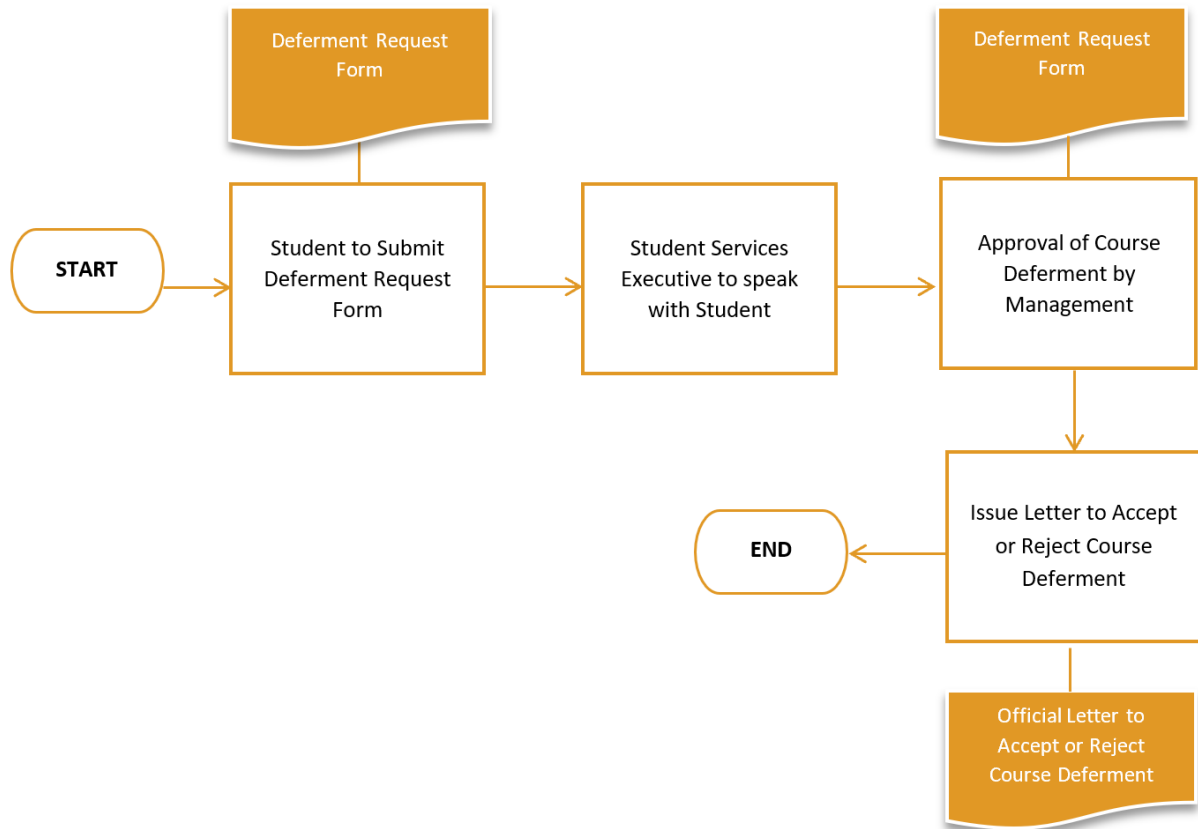 Deferment Request
Form
Deferment Request
Form
START
Student to Submit
Deferment Request
Form
Student Services
Executive to speak
with Student
Approval of Course
Deferment by
Management
END
Issue Letter to Accept
or Reject Course
Deferment
Official Letter to
Accept or Reject
Course Deferment